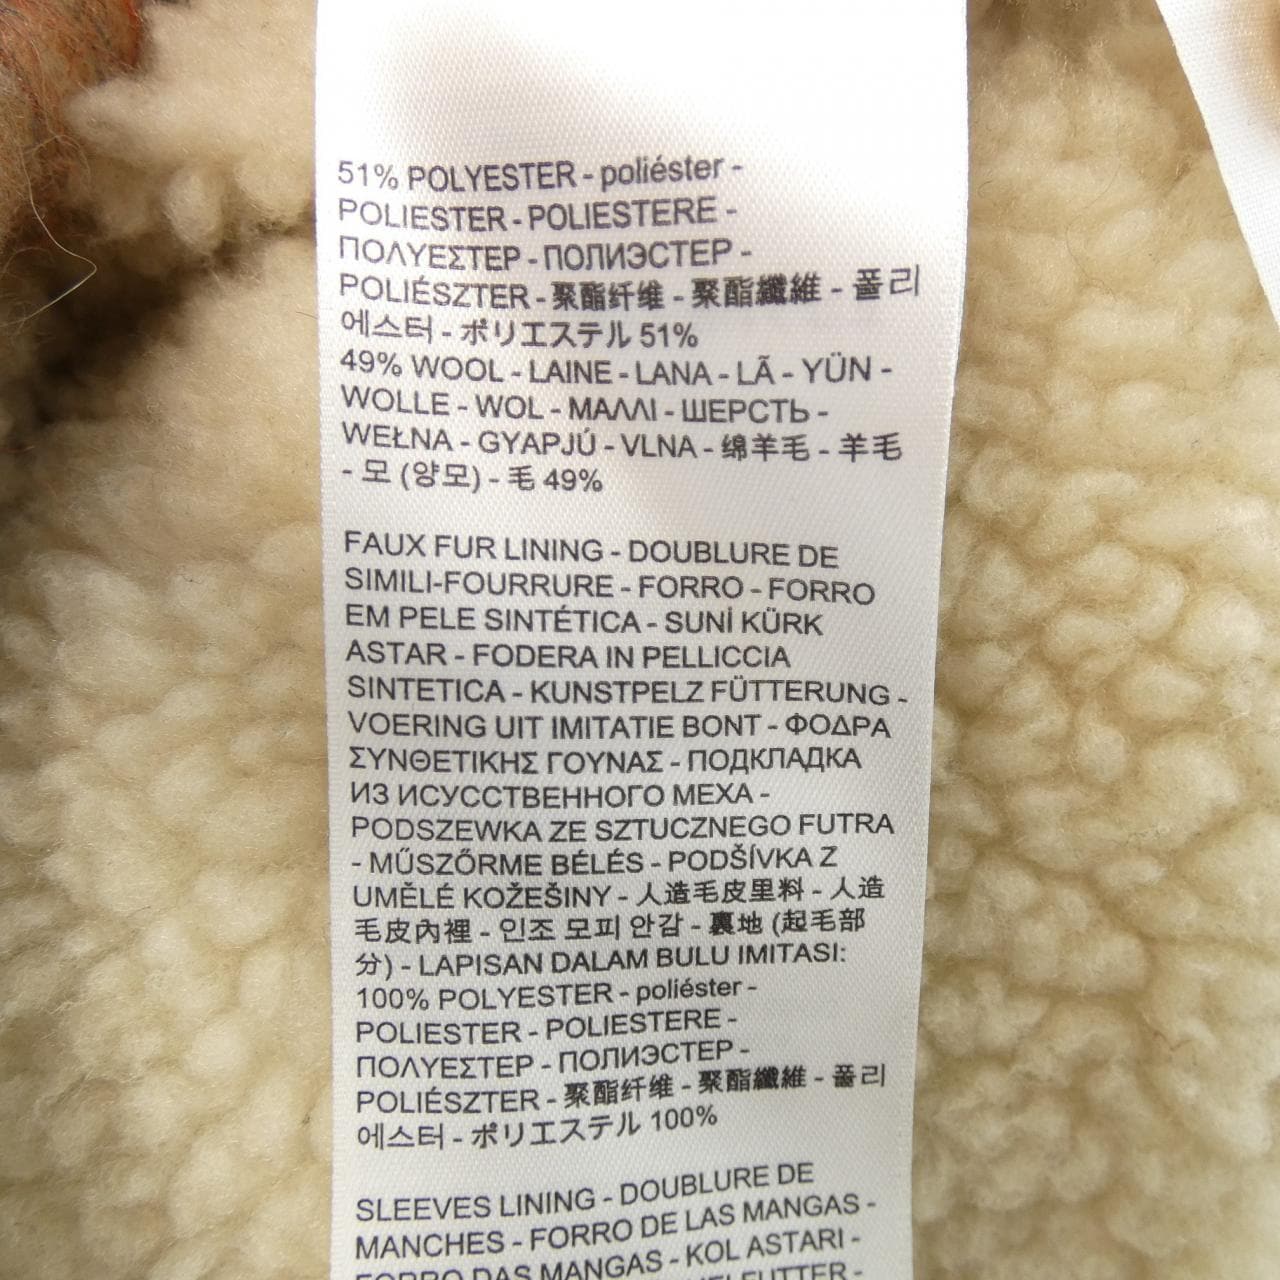 51% POLYESTER - poliéster -
POLIESTER - POLIESTERE -
ΠΟΛΥΕΣΤΕΡ - ПОЛИЭСТЕР -
POLIÉSZTER - 聚酯纤维 - 聚酯纖維 - 폴리
에스터 - ポリエステル 51%
49% WOOL - LAINE - LANA - LÃ - YÜN -
WOLLE - WOL - ΜΑΛΛΙ - ШЕРСТЬ -
WEŁNA - GYAPJÚ - VLNA - 绵羊毛 - 羊毛
- 모 (양모) - 毛 49%
FAUX FUR LINING - DOUBLURE DE
SIMILI-FOURRURE - FORRO - FORRO
EM PELE SINTÉTICA - SUNİ KÜRK
ASTAR - FODERA IN PELLICCIA
SINTETICA - KUNSTPELZ FÜTTERUNG -
VOERING UIT IMITATIE BONT - ΦΟΔΡΑ
ΣΥΝΘΕΤΙΚΗΣ ΓΟΥΝΑΣ - ПОДКЛАДКА
ИЗ ИСУССТВЕННОГО МЕХА -
PODSZEWKA ZE SZTUCZNEGO FUTRA
- MŰSZŐRME BÉLÉS - PODŠÍVKA Z
UMĚLÉ KOŽEŠINY - 人造毛皮里料 - 人造
毛皮內裡 - 인조 모피 안감 - 裏地 (起毛部
分) - LAPISAN DALAM BULU IMITASI:
100% POLYESTER - poliéster -
POLIESTER - POLIESTERE -
ΠΟΛΥΕΣΤΕΡ - ПОЛИЭСТЕР -
POLIÉSZTER - 聚酯纤维 - 聚酯纖維 - 폴리
에스터 - ポリエステル 100%
SLEEVES LINING - DOUBLURE DE
MANCHES - FORRO DE LAS MANGAS -
FORRO DAS MANGAS - KOL ASTARI -